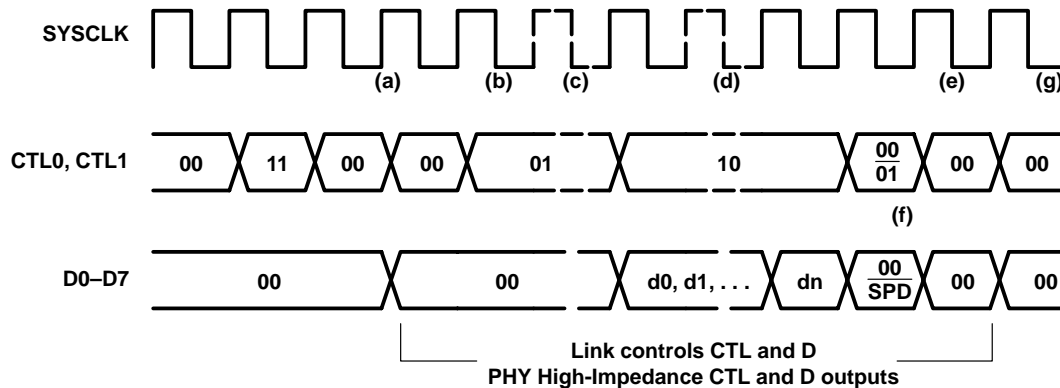 SYSCLK
(a) (b) (c) (d) (e) (g)
CTL0, CTL1 00 11 00 00 01 10 00 01 00 00
(f)
D0–D7 00 00 d0, d1, . . . dn 00 SPD 00 00
Link controls CTL and D
PHY High-Impedance CTL and D outputs